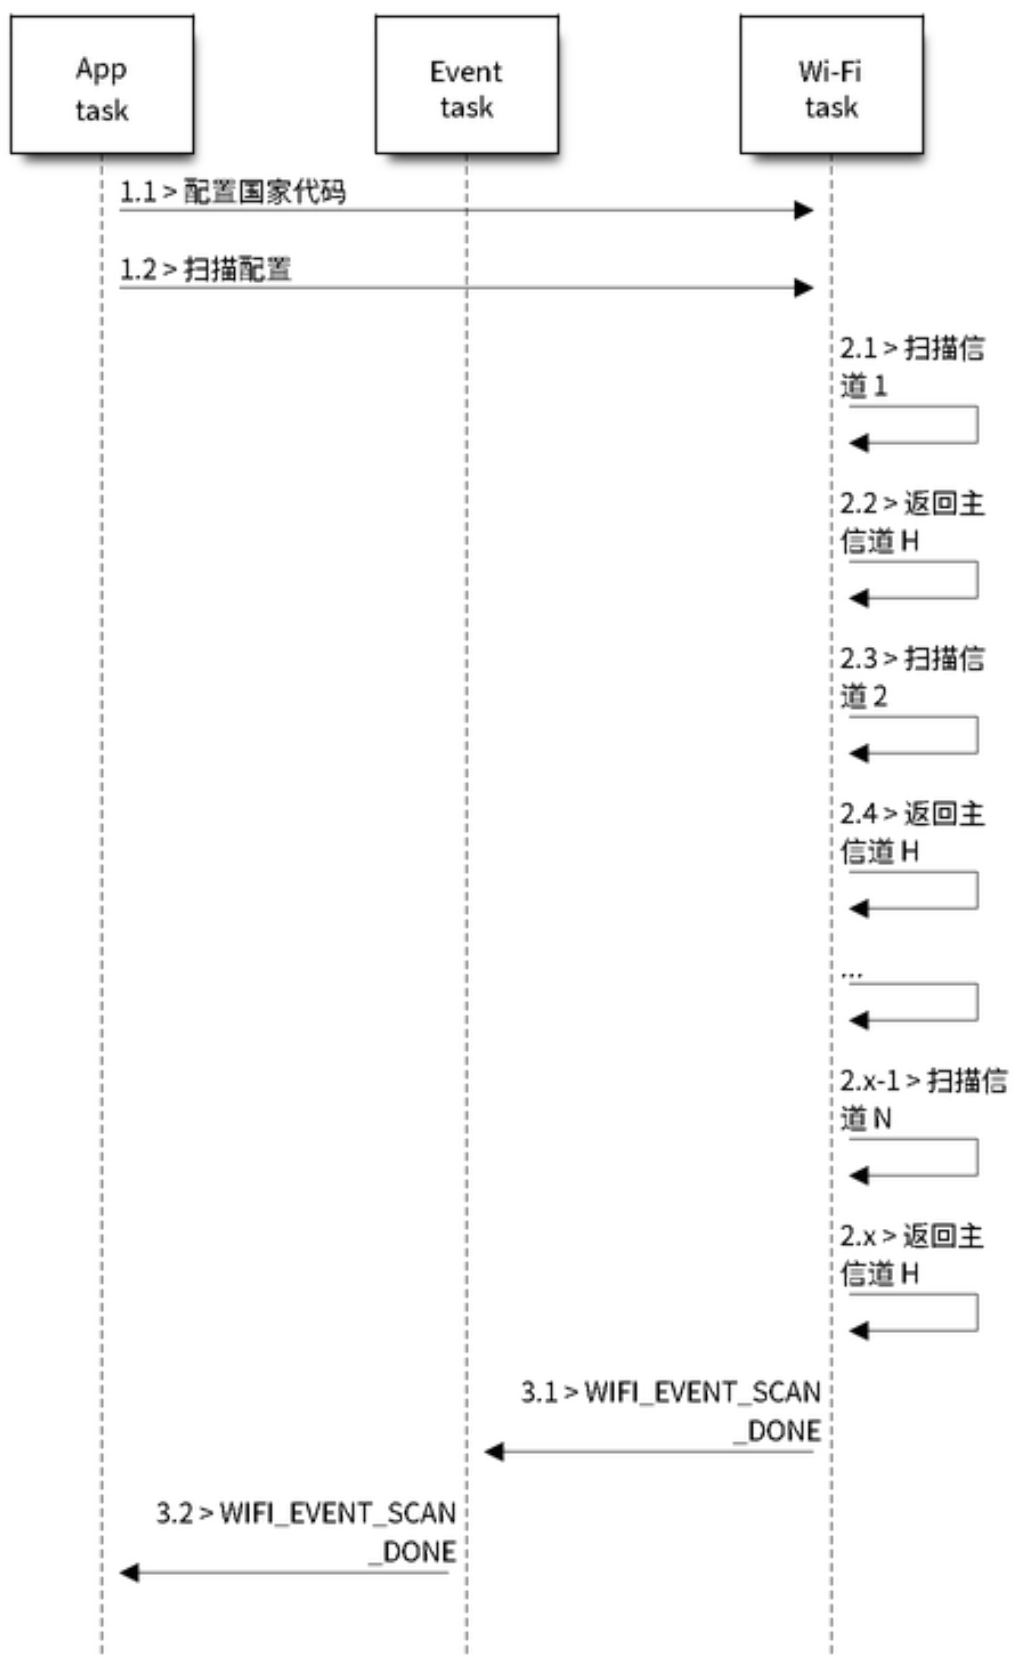 App
task
Event
task
Wi-Fi
task
1.1 > 配置国家代码
1.2 > 扫描配置
2.1 > 扫描信
道 1
2.2 > 返回主
信道 H
2.3 > 扫描信
道 2
2.4 > 返回主
信道 H
...
2.x-1 > 扫描信
道 N
2.x > 返回主
信道 H
3.1 > WIFI_EVENT_SCAN
_DONE
3.2 > WIFI_EVENT_SCAN
_DONE